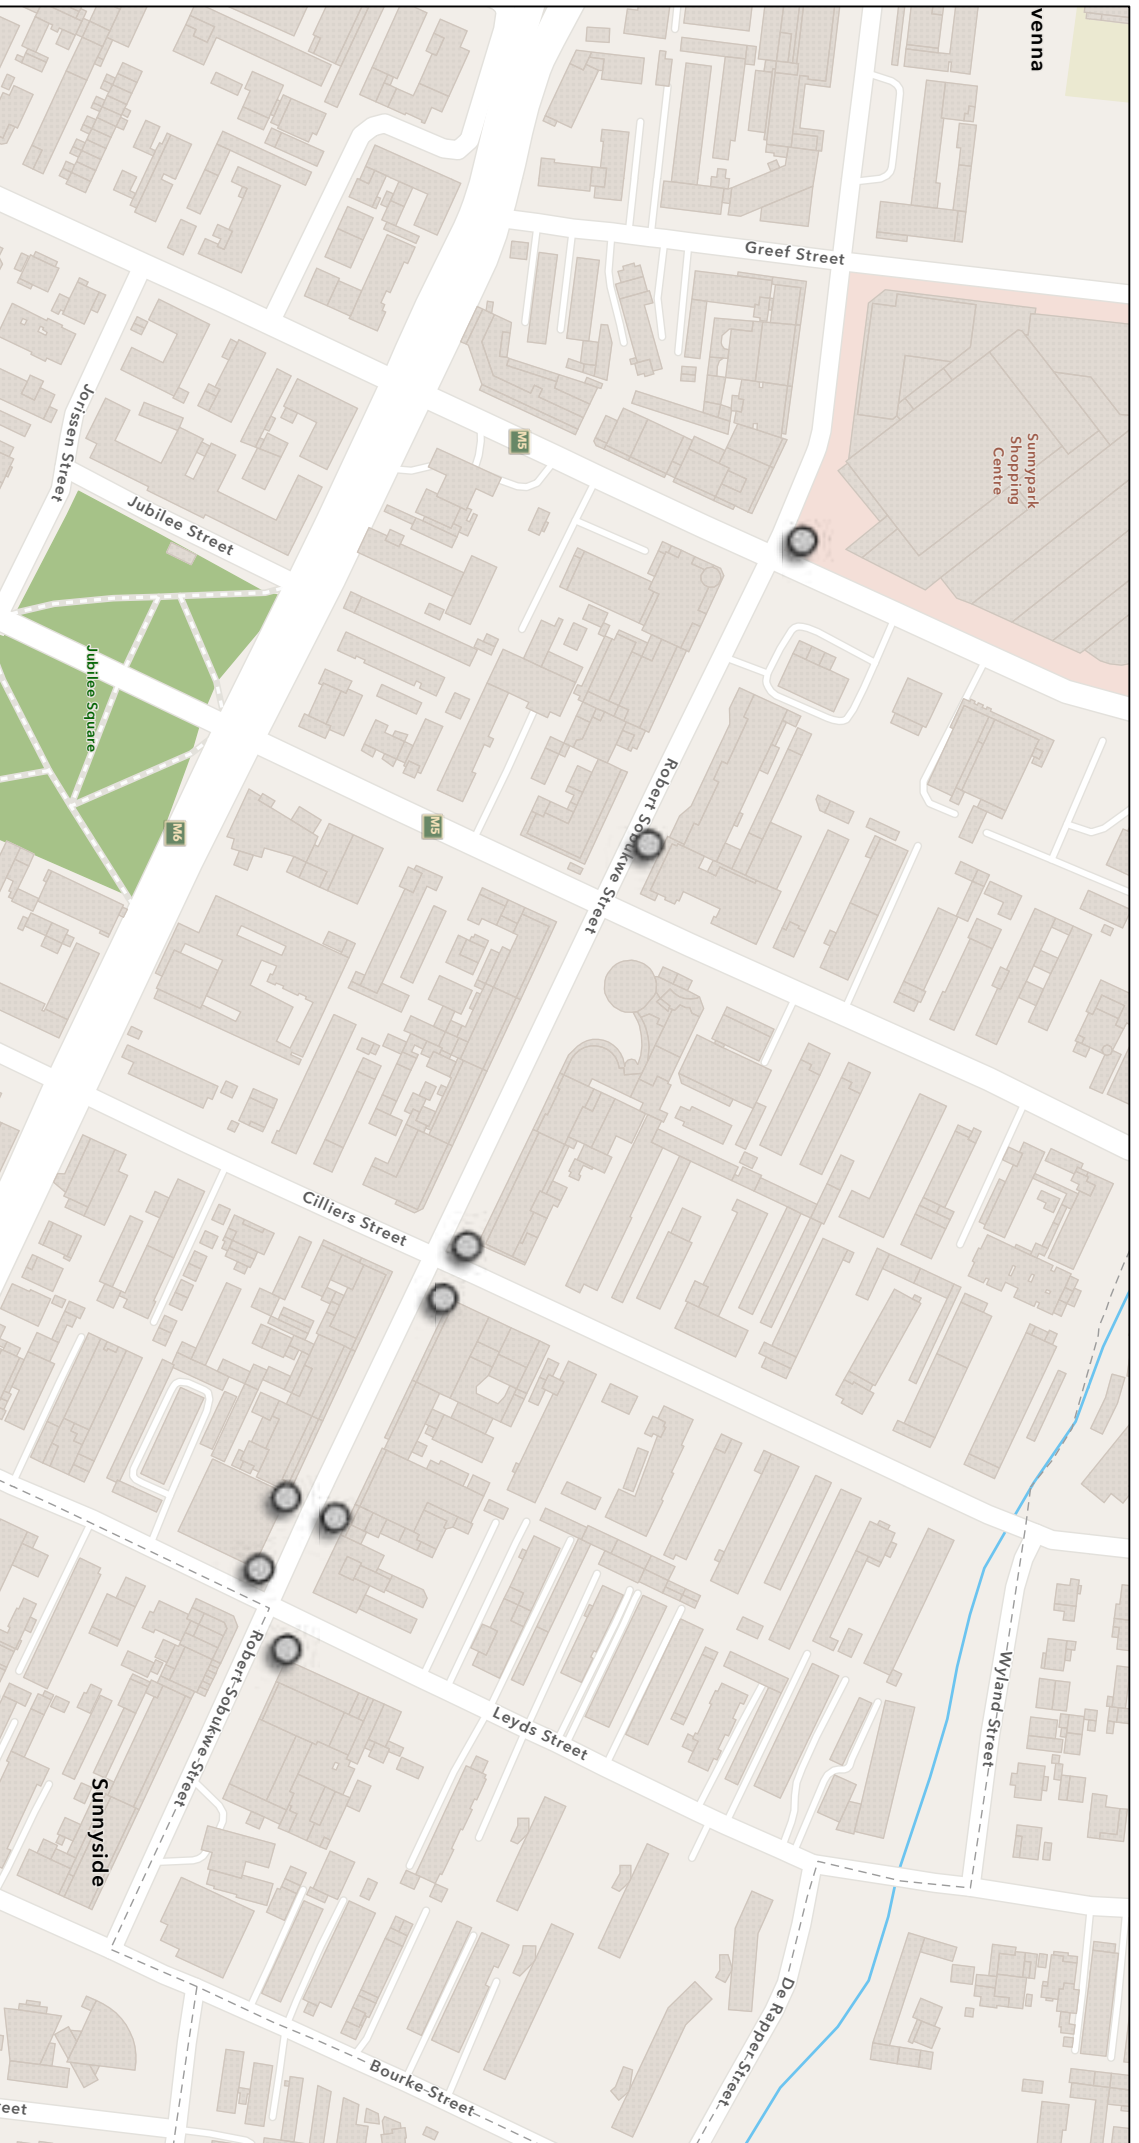 venna
Greef Street
Sunnypark
Shopping
Centre
M5
Jorissen Street
Jubilee Street
Jubilee Square
M6
M5
Robert Sobukwe Street
Cilliers Street
Robert Sobukwe Street
Leyds Street
Wyland Street
Sunnyside
De Rapper Street
Bourke Street
eet